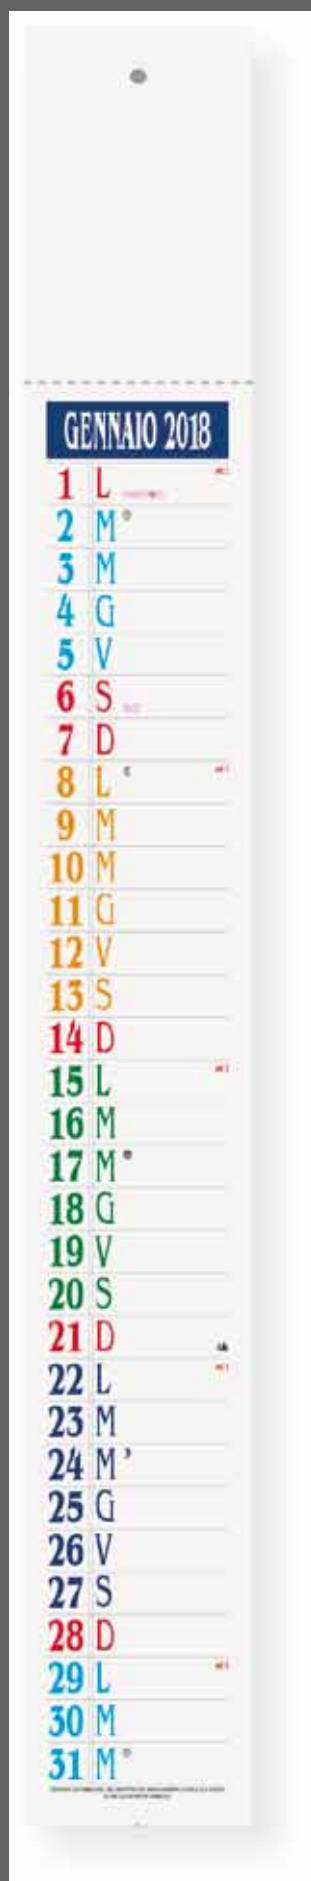 GENNAIO 2018
1 L
2 M
3 M
4 G
5 V
6 S
7 D
8 L
9 M
10 M
11 G
12 V
13 S
14 D
15 L
16 M
17 M
18 G
19 V
20 S
21 D
22 L
23 M
24 M
25 G
26 V
27 S
28 D
29 L
30 M
31 M